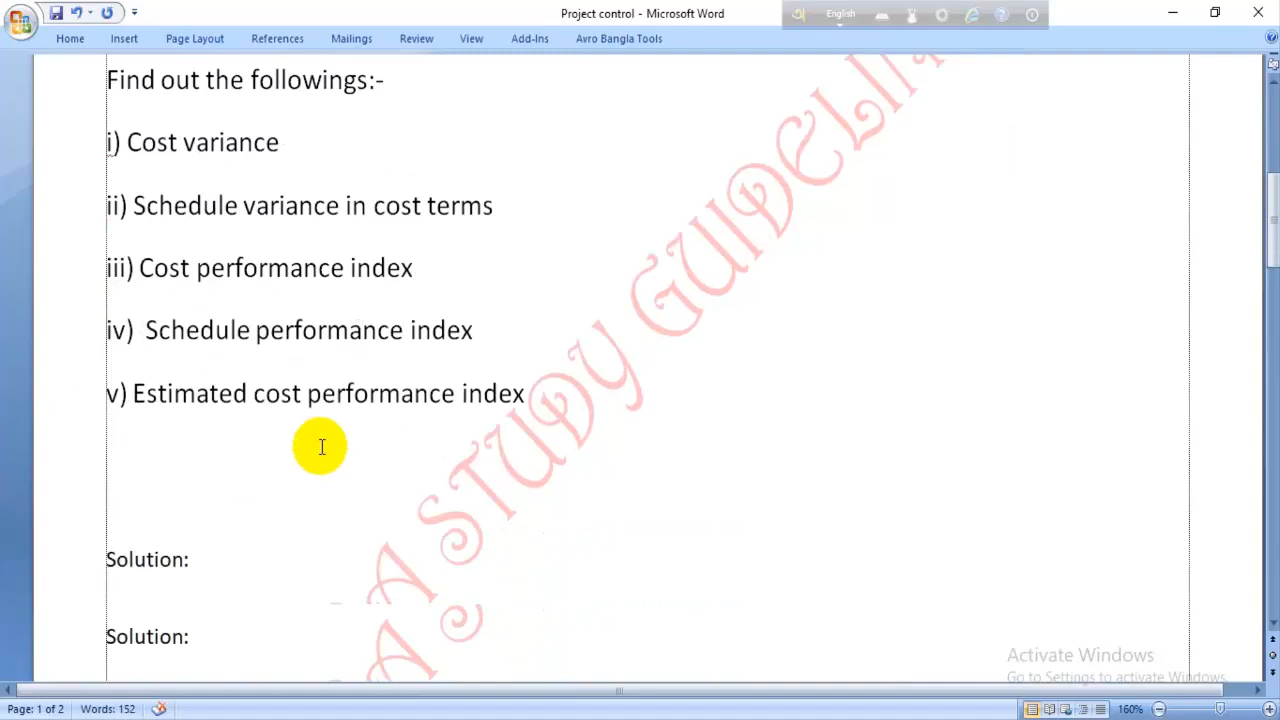 Project control - Microsoft Word
English
Home Insert Page Layout References Mailings Review View Add-Ins Avro Bangla Tools
Find out the followings:-
i) Cost variance
ii) Schedule variance in cost terms
iii) Cost performance index
iv) Schedule performance index
v) Estimated cost performance index
Solution:
Solution:
A STUDY GUIDELIN
A
Activate Windows
Go to Settings to activate Windows.
Page: 1 of 2 Words: 152 160%